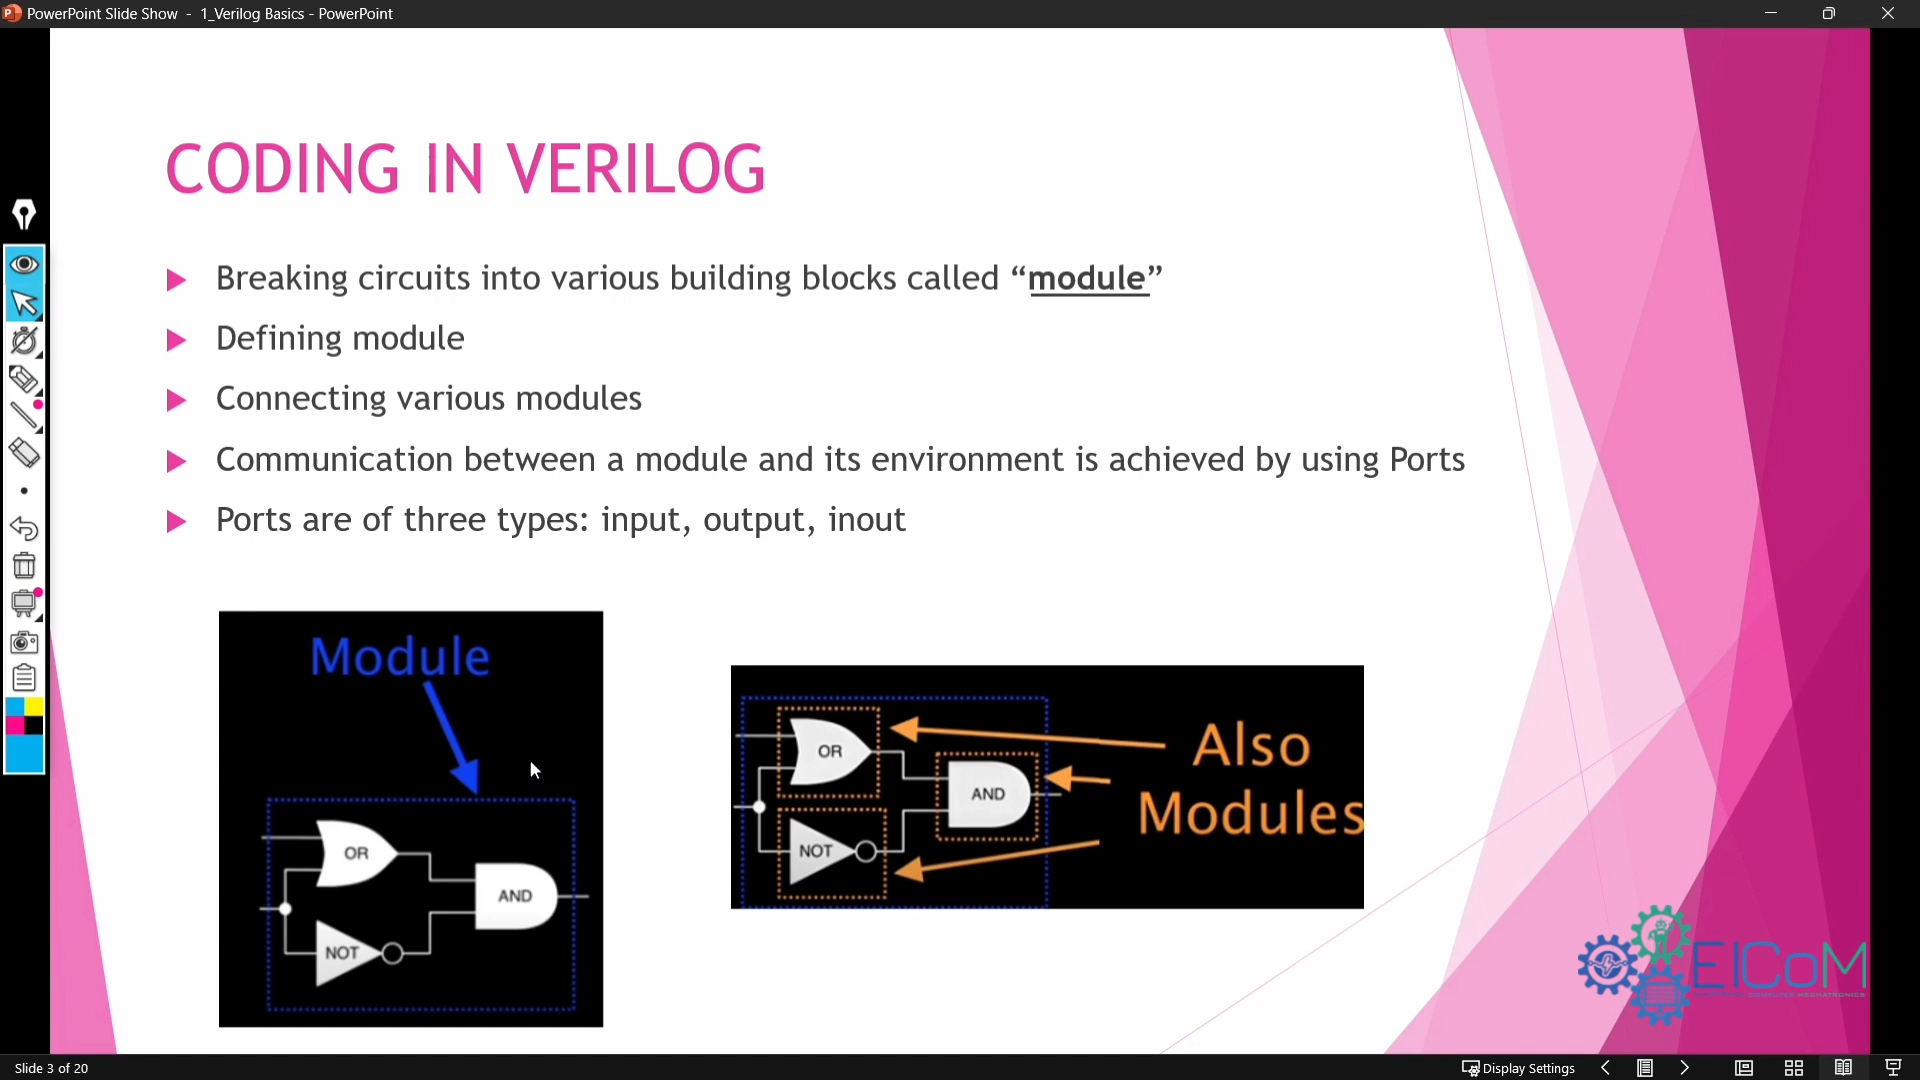 PowerPoint Slide Show - 1_Verilog Basics - PowerPoint
CODING IN VERILOG
Breaking circuits into various building blocks called “module”
Defining module
Connecting various modules
Communication between a module and its environment is achieved by using Ports
Ports are of three types: input, output, inout
Module
OR
AND
NOT
OR
AND
NOT
Also
Modules
EICoM
Slide 3 of 20
Display Settings